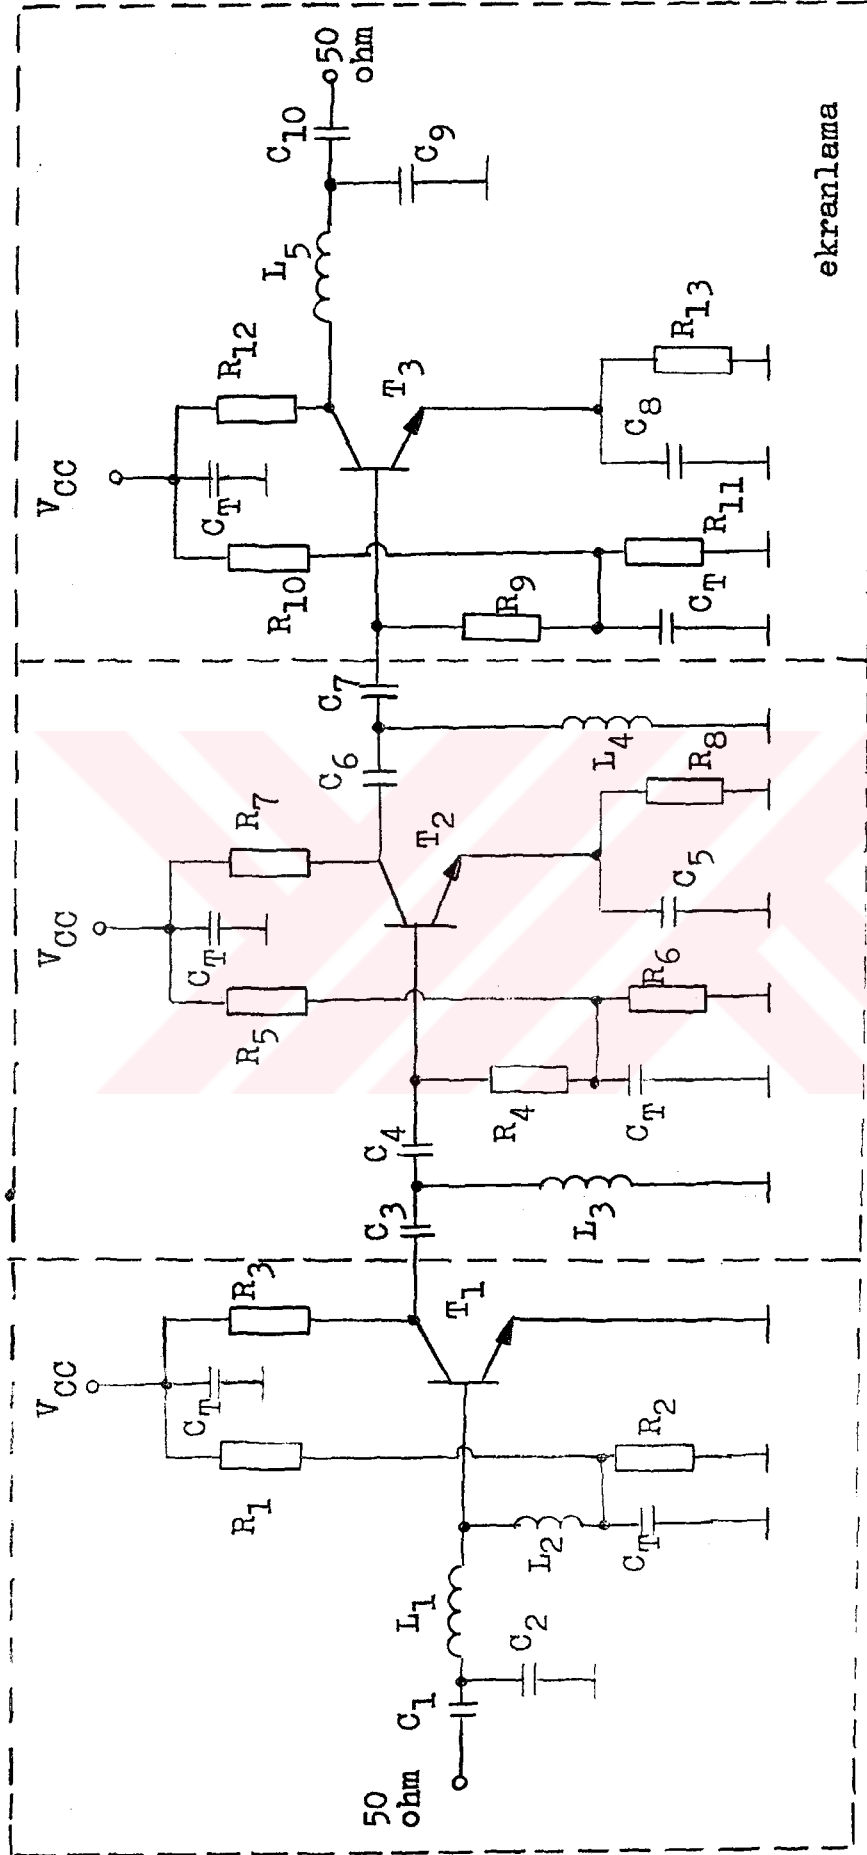 50
ohm
C1
C2
L1
L2
CT
R1
R2
VCC
CT
R3
T1
C3
L3
C4
R4
CT
R5
R6
VCC
CT
R7
T2
C5
R8
C6
L4
C7
R9
CT
R10
R11
VCC
CT
R12
T3
C8
R13
L5
C9
C10
50
ohm
ekranlama